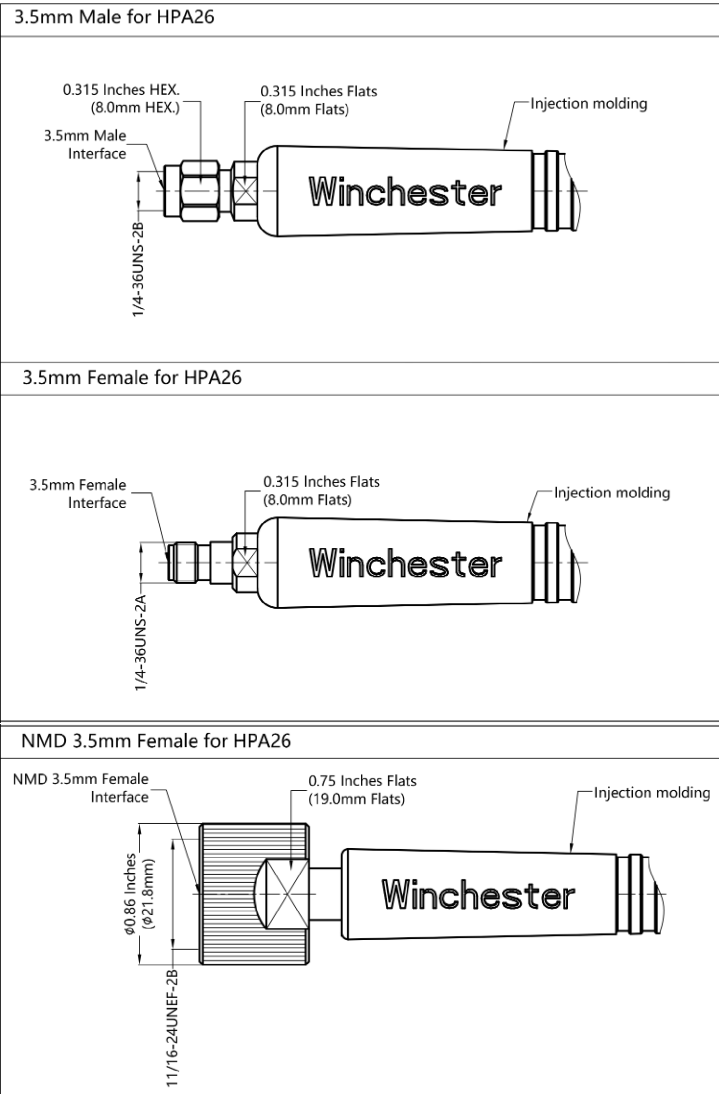 3.5mm Male for HPA26
0.315 Inches HEX.
(8.0mm HEX.)
0.315 Inches Flats
(8.0mm Flats)
Injection molding
3.5mm Male
Interface
Winchester
1/4-36UNS-2B
3.5mm Female for HPA26
3.5mm Female
Interface
0.315 Inches Flats
(8.0mm Flats)
Injection molding
Winchester
1/4-36UNS-2A
NMD 3.5mm Female for HPA26
NMD 3.5mm Female
Interface
0.75 Inches Flats
(19.0mm Flats)
Injection molding
Winchester
ø0.86 Inches
(ø21.8mm)
11/16-24UNEF-2B